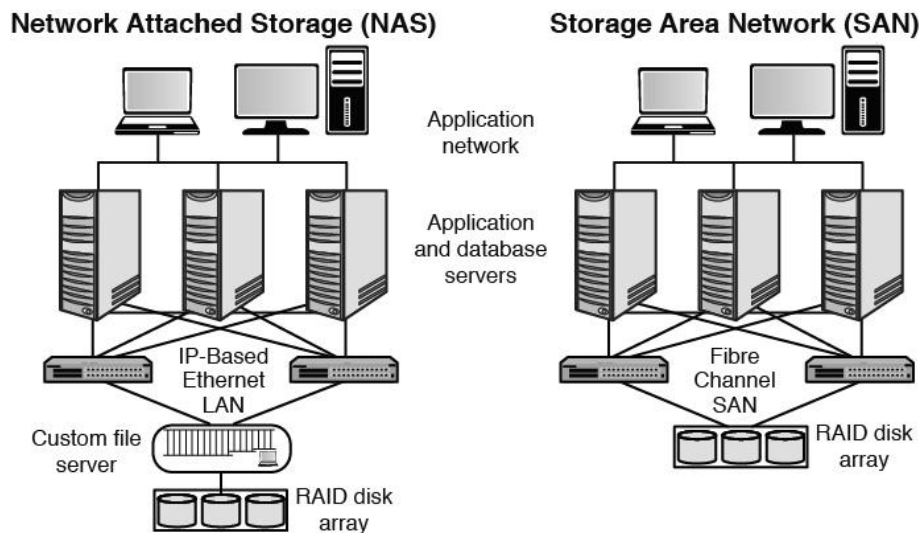 Network Attached Storage (NAS)
Storage Area Network (SAN)
Application
network
Application
and database
servers
IP-Based
Ethernet
LAN
Custom file
server
RAID disk
array
Fibre
Channel
SAN
RAID disk
array